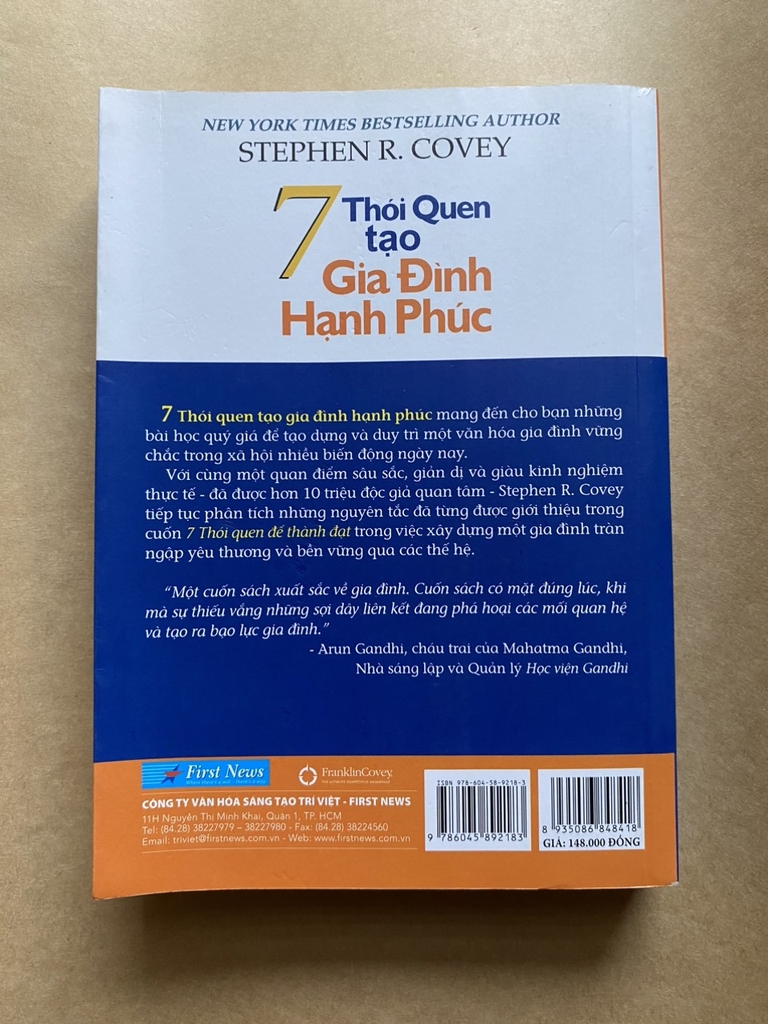 NEW YORK TIMES BESTSELLING AUTHOR
STEPHEN R. COVEY
7 Thói Quen
tạo
Gia Đình
Hạnh Phúc
7 Thói quen tạo gia đình hạnh phúc mang đến cho bạn những
bài học quý giá để tạo dựng và duy trì một văn hóa gia đình vững
chắc trong xã hội nhiều biến động ngày nay.
Với cùng một quan điểm sâu sắc, giản dị và giàu kinh nghiệm
thực tế - đã được hơn 10 triệu độc giả quan tâm - Stephen R. Covey
tiếp tục phân tích những nguyên tắc đã từng được giới thiệu trong
cuốn 7 Thói quen để thành đạt trong việc xây dựng một gia đình tràn
ngập yêu thương và bền vững qua các thế hệ.
“Một cuốn sách xuất sắc về gia đình. Cuốn sách có mặt đúng lúc, khi
mà sự thiếu vắng những sợi dây liên kết đang phá hoại các mối quan hệ
và tạo ra bạo lực gia đình.”
- Arun Gandhi, cháu trai của Mahatma Gandhi,
Nhà sáng lập và Quản lý Học viện Gandhi
First News
Where there's a will - there's a way
FranklinCovey
THE ULTIMATE COMPETITIVE ADVANTAGE
CÔNG TY VĂN HÓA SÁNG TẠO TRÍ VIỆT - FIRST NEWS
11H Nguyễn Thị Minh Khai, Quận 1, TP. HCM
Tel: (84.28) 38227979 – 38227980 - Fax: (84.28) 38224560
Email: triviet@firstnews.com.vn - Web: www.firstnews.com.vn
ISBN 978-604-58-9218-3
9 786045 892183
8 935086 848418
GIÁ: 148.000 ĐỒNG